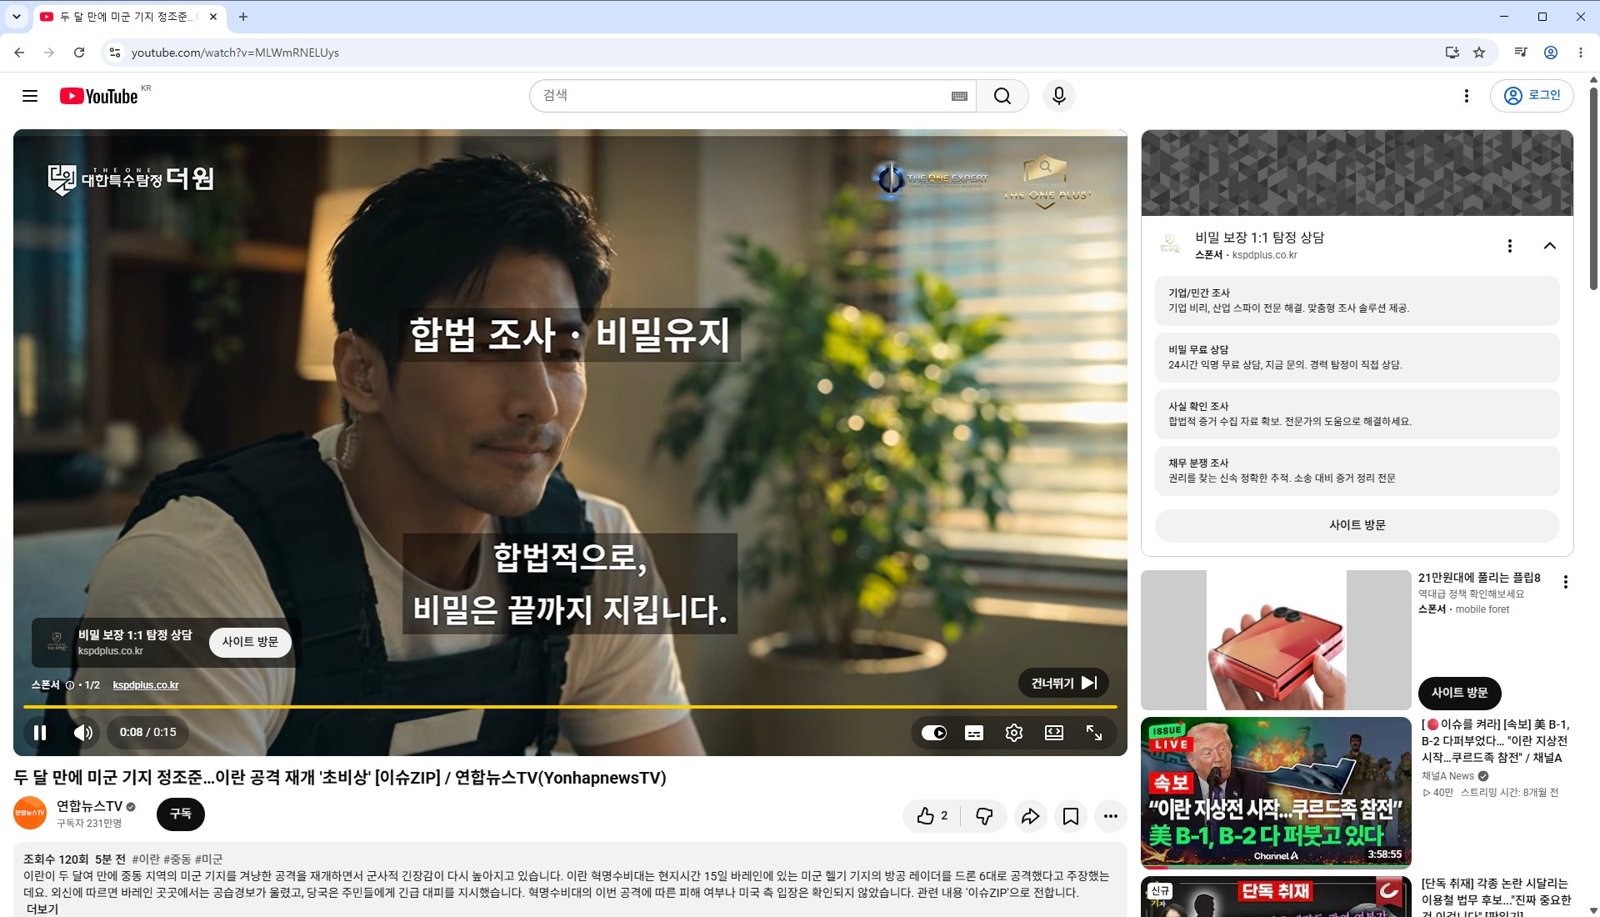 두 달 만에 미군 기지 정조준...
youtube.com/watch?v=MLWmRNELUys
YouTube KR
검색
로그인
THE ONE
대한특수탐정 더원
THE ONE EXPERT
THE ONE PLUS+
합법 조사 · 비밀유지
합법적으로,
비밀은 끝까지 지킵니다.
비밀 보장 1:1 탐정 상담
kspdplus.co.kr
사이트 방문
스폰서 · 1/2 kspdplus.co.kr
건너뛰기
0:08 / 0:15
두 달 만에 미군 기지 정조준…이란 공격 재개 '초비상' [이슈ZIP] / 연합뉴스TV(YonhapnewsTV)
연합뉴스TV
연합뉴스TV
구독자 231만명
구독
2
조회수 120회 5분 전 #이란 #중동 #미군
이란이 두 달여 만에 중동 지역의 미군 기지를 겨냥한 공격을 재개하면서 군사적 긴장감이 다시 높아지고 있습니다. 이란 혁명수비대는 현지시간 15일 바레인에 있는 미군 헬기 기지의 방공 레이더를 드론 6대로 공격했다고 주장했는
데요. 외신에 따르면 바레인 곳곳에서는 공습경보가 울렸고, 당국은 주민들에게 긴급 대피를 지시했습니다. 혁명수비대의 이번 공격에 따른 피해 여부나 미국 측 입장은 확인되지 않았습니다. 관련 내용 '이슈ZIP'으로 전합니다.
더보기
비밀 보장 1:1 탐정 상담
스폰서 · kspdplus.co.kr
기업/민간 조사
기업 비리, 산업 스파이 전문 해결. 맞춤형 조사 솔루션 제공.
비밀 무료 상담
24시간 익명 무료 상담, 지금 문의. 경력 탐정이 직접 상담.
사실 확인 조사
합법적 증거 수집 자료 확보. 전문가의 도움으로 해결하세요.
채무 분쟁 조사
권리를 찾는 신속 정확한 추적. 소송 대비 증거 정리 전문
사이트 방문
21만원대에 풀리는 플립8
역대급 정책 확인해보세요
스폰서 · mobile foret
사이트 방문
ISSUE
LIVE
속보
“이란 지상전 시작…쿠르드족 참전”
美 B-1, B-2 다 퍼붓고 있다
Channel A
3:58:55
[🔴이슈를 켜라] [속보] 美 B-1,
B-2 다퍼부었다... "이란 지상전
시작...쿠르드족 참전" / 채널A
채널A News
40만 스트리밍 시간: 8개월 전
신규
기자
단독 취재
[단독 취재] 각종 논란 시달리는
이용철 법무 후보..."진짜 중요한
건 이겁니다" [팩읽기]